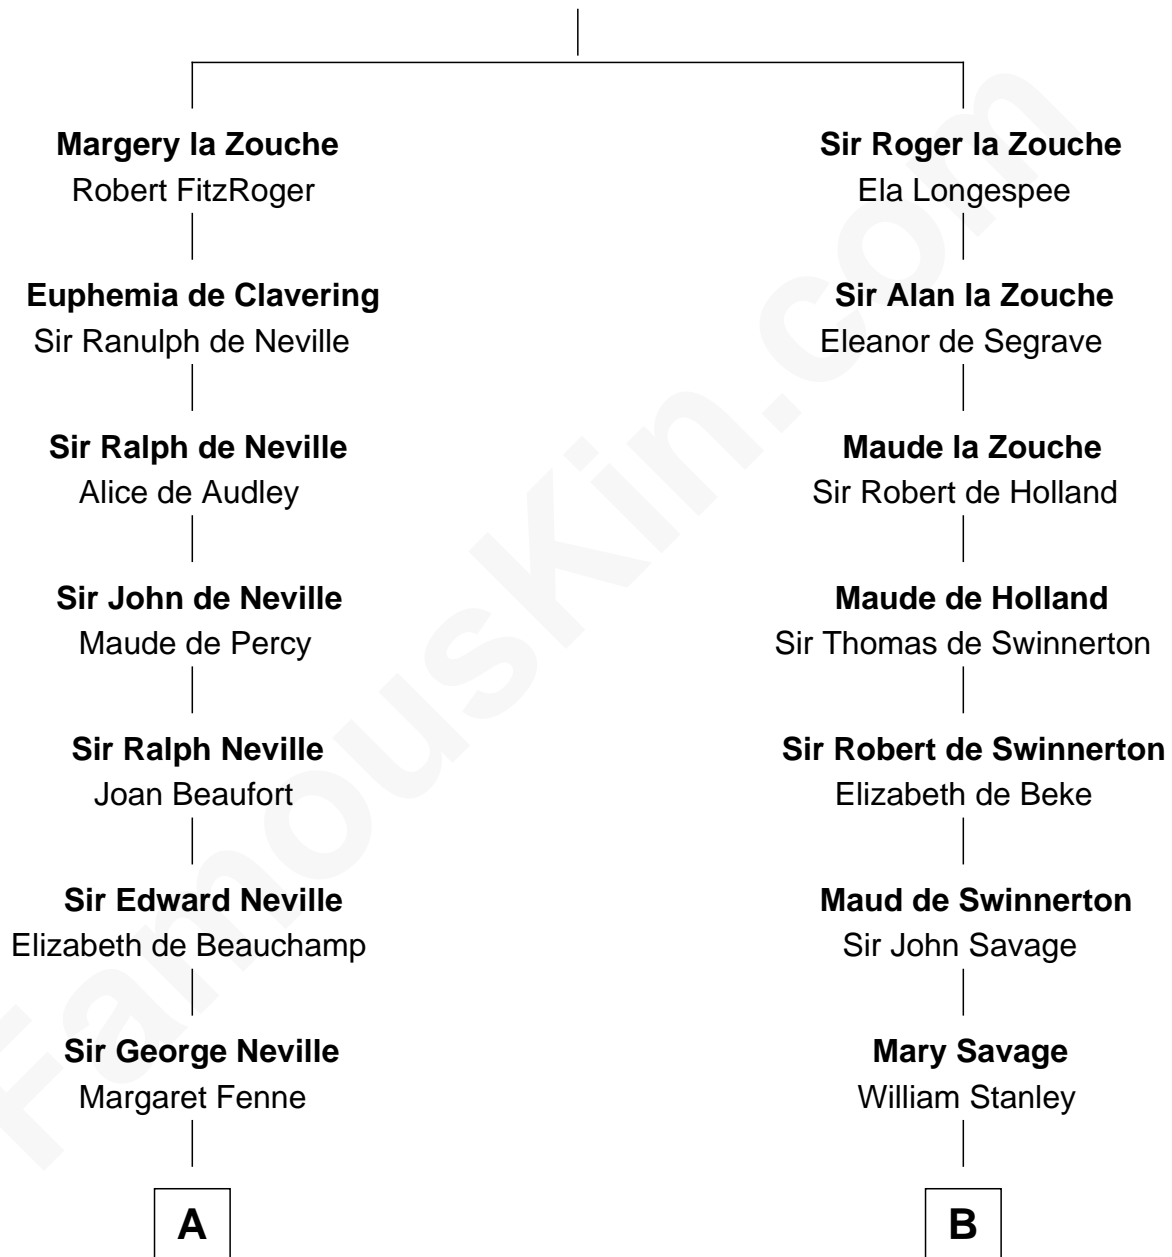 Margery la Zouche
Robert FitzRoger
Sir Roger la Zouche
Ela Longespee
Euphemia de Clavering
Sir Ranulph de Neville
Sir Alan la Zouche
Eleanor de Segrave
Sir Ralph de Neville
Alice de Audley
Maude la Zouche
Sir Robert de Holland
Sir John de Neville
Maude de Percy
Maude de Holland
Sir Thomas de Swinnerton
Sir Ralph Neville
Joan Beaufort
Sir Robert de Swinnerton
Elizabeth de Beke
Sir Edward Neville
Elizabeth de Beauchamp
Maud de Swinnerton
Sir John Savage
Sir George Neville
Margaret Fenne
Mary Savage
William Stanley
A
B
FamousKin.com